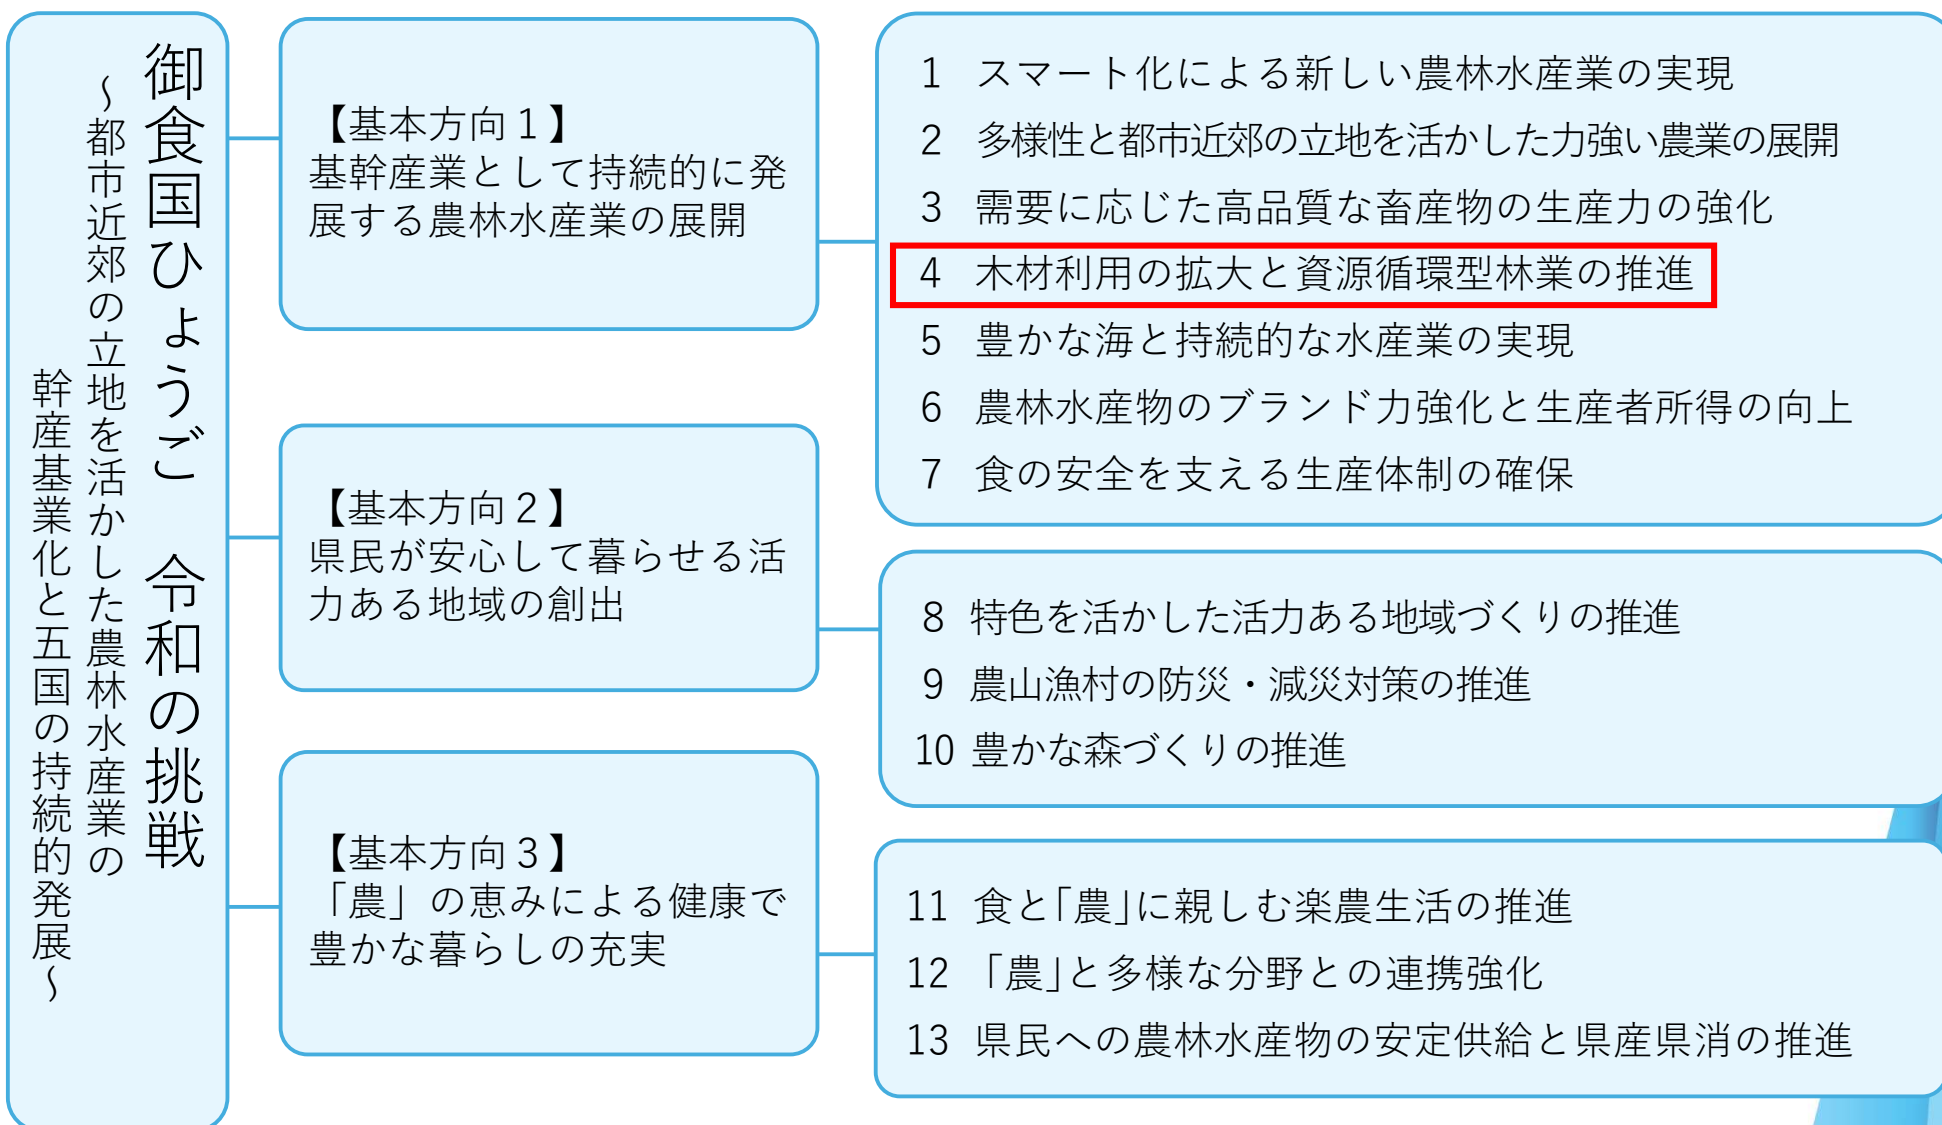 御食国ひょうご　令和の挑戦
～都市近郊の立地を活かした農林水産業の
幹産基業化と五国の持続的発展～
【基本方向１】
基幹産業として持続的に発
展する農林水産業の展開
1 スマート化による新しい農林水産業の実現
2 多様性と都市近郊の立地を活かした力強い農業の展開
3 需要に応じた高品質な畜産物の生産力の強化
4 木材利用の拡大と資源循環型林業の推進
5 豊かな海と持続的な水産業の実現
6 農林水産物のブランド力強化と生産者所得の向上
7 食の安全を支える生産体制の確保
【基本方向２】
県民が安心して暮らせる活
力ある地域の創出
8 特色を活かした活力ある地域づくりの推進
9 農山漁村の防災・減災対策の推進
10 豊かな森づくりの推進
【基本方向３】
「農」の恵みによる健康で
豊かな暮らしの充実
11 食と「農」に親しむ楽農生活の推進
12 「農」と多様な分野との連携強化
13 県民への農林水産物の安定供給と県産県消の推進